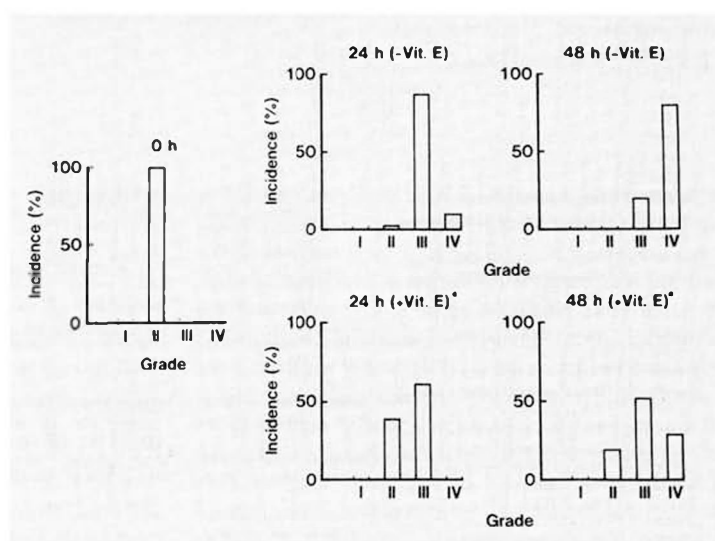 0 h
100
50
0
Incidence (%)
I II III IV
Grade
24 h (-Vit. E)
100
50
0
Incidence (%)
I II III IV
48 h (-Vit. E)
100
50
0
I II III IV
Grade
24 h (+Vit. E)*
100
50
0
Incidence (%)
I II III IV
48 h (+Vit. E)*
100
50
0
I II III IV
Grade